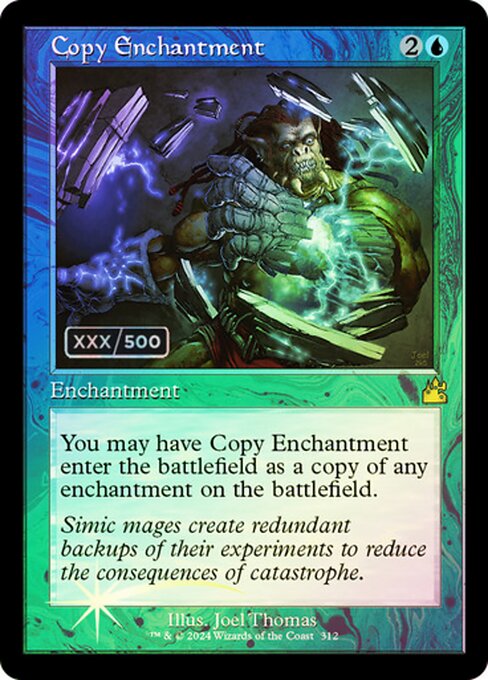 Copy Enchantment 2
Joel
XXX/500
Enchantment
You may have Copy Enchantment
enter the battlefield as a copy of any
enchantment on the battlefield.
Simic mages create redundant
backups of their experiments to reduce
the consequences of catastrophe.
Illus. Joel Thomas
™ & © 2024 Wizards of the Coast 312